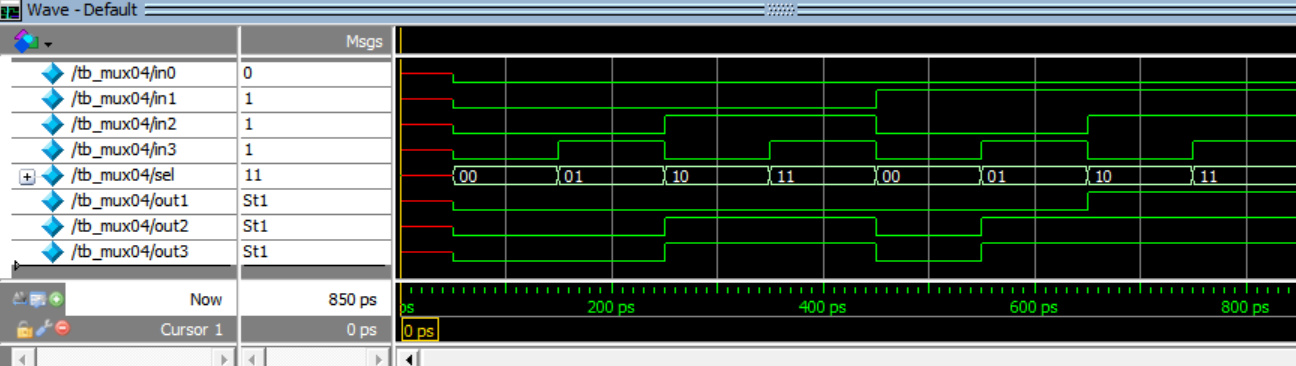 Wave - Default
Msgs
/tb_mux04/in0 0
/tb_mux04/in1 1
/tb_mux04/in2 1
/tb_mux04/in3 1
/tb_mux04/sel 11 00 01 10 11 00 01 10 11
/tb_mux04/out1 St1
/tb_mux04/out2 St1
/tb_mux04/out3 St1
Now 850 ps ps 200 ps 400 ps 600 ps 800 ps
Cursor 1 0 ps 0 ps